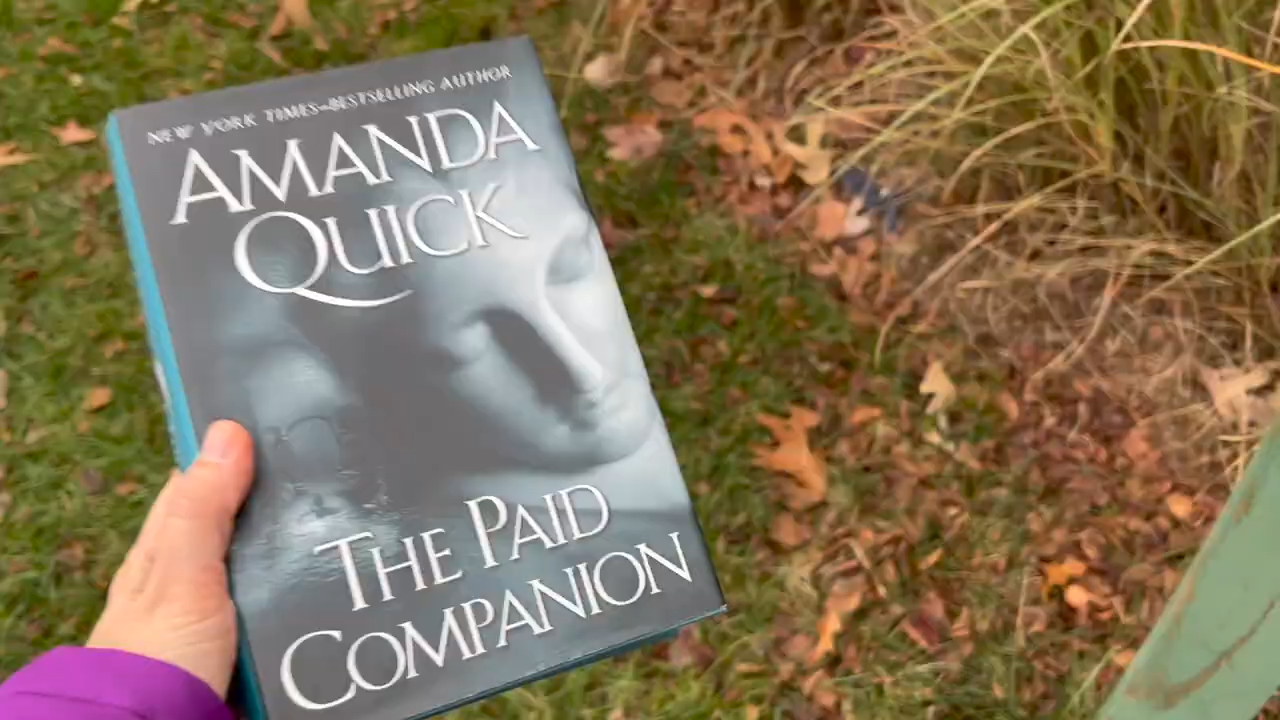 NEW YORK TIMES–BESTSELLING AUTHOR
AMANDA
QUICK
THE PAID
COMPANION